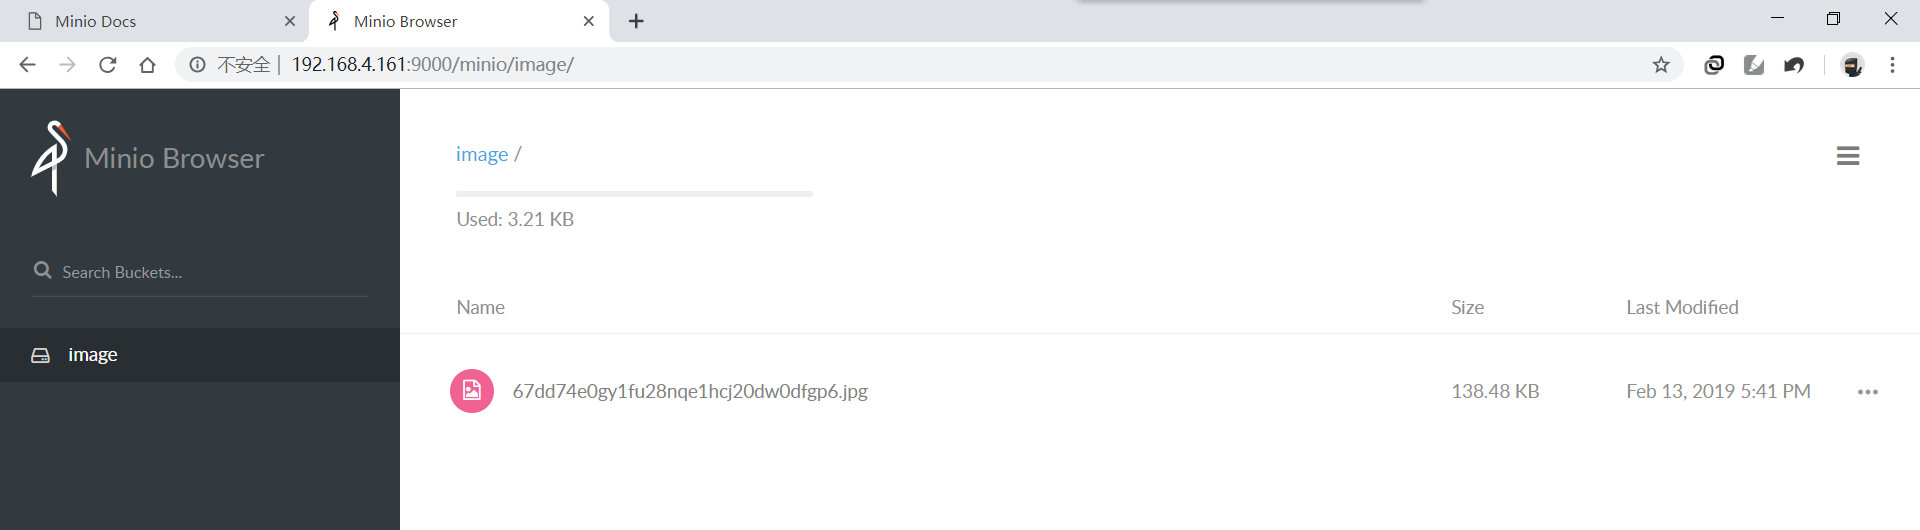 Minio Docs
Minio Browser
不安全 | 192.168.4.161:9000/minio/image/
Minio Browser
Search Buckets...
image
image /
Used: 3.21 KB
Name Size Last Modified
67dd74e0gy1fu28nqe1hcj20dw0dfgp6.jpg 138.48 KB Feb 13, 2019 5:41 PM